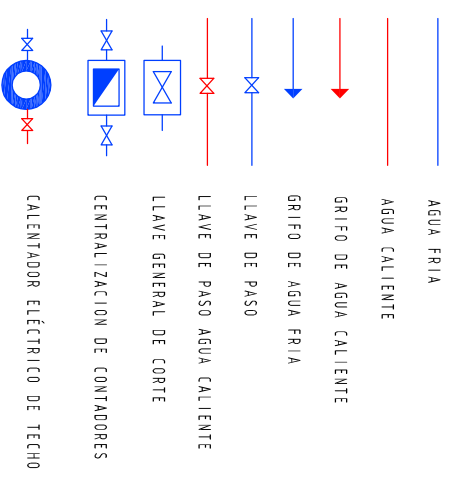 AGUA FRIA
AGUA CALIENTE
GRIFO DE AGUA CALIENTE
GRIFO DE AGUA FRIA
LLAVE DE PASO
LLAVE DE PASO AGUA CALIENTE
LLAVE GENERAL DE CORTE
CENTRALIZACION DE CONTADORES
CALENTADOR ELÉCTRICO DE TECHO